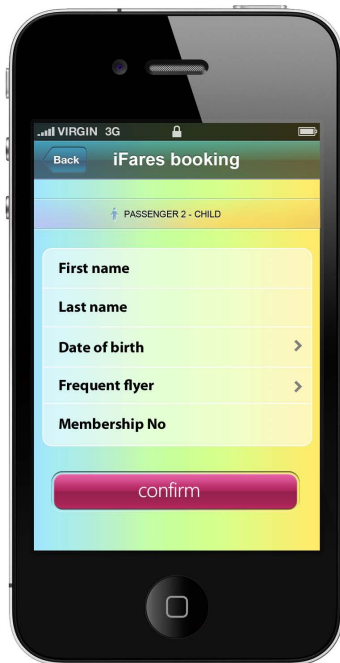 VIRGIN 3G
Back iFares booking
PASSENGER 2 - CHILD
First name
Last name
Date of birth
Frequent flyer
Membership No
confirm